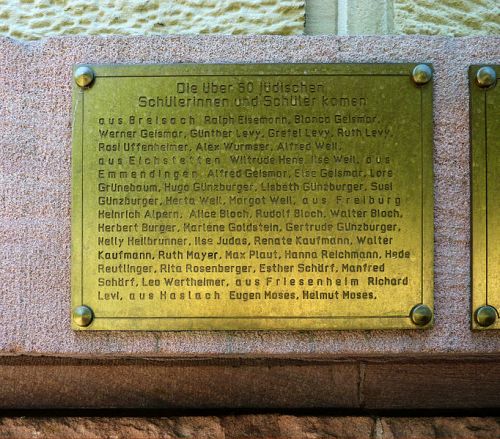 Die über 60 jüdischen
Schülerinnen und Schüler kamen
aus Breisach Ralph Eisemann, Bianca Geismar,
Werner Geismar, Günther Levy, Gretel Levy, Ruth Levy,
Rosi Uffenheimer, Alex Wurmser, Alfred Weil,
aus Eichstetten Wiltrude Hene, Ilse Weil, aus
Emmendingen Alfred Geismar, Else Geismar, Lore
Grünebaum, Hugo Günzburger, Lisbeth Günzburger, Susi
Günzburger, Herta Weil, Margot Weil, aus Freiburg
Heinrich Alpern, Alice Bloch, Rudolf Bloch, Walter Bloch,
Herbert Burger, Marlene Goldstein, Gertrude Günzburger,
Nelly Heilbrunner, Ilse Judas, Renate Kaufmann, Walter
Kaufmann, Ruth Mayer, Max Plaut, Hanna Reichmann, Hede
Reutlinger, Rita Rosenberger, Esther Schärf, Manfred
Schärf, Leo Wertheimer, aus Friesenheim Richard
Levi, aus Haslach Eugen Moses, Helmut Moses,